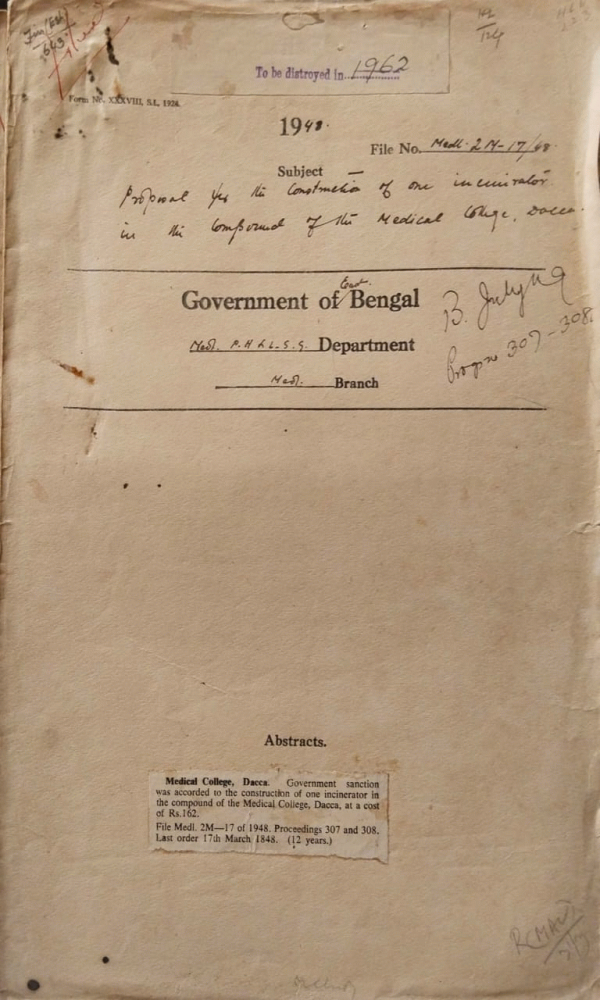 To be distroyed in 1962
Form No. XXXVIII, S.L. 1926.
1948.
File No. Medl. 2M-17/48.
Subject —
Proposal for the Construction of one incinirator
in the Compound of the Medical College, Dacca.
East
Government of Bengal
Medl. P.H & L.S.G. Department
Medl. Branch
B. July 49
Progs no 307-308.
Abstracts.
Medical College, Dacca. Government sanction
was accorded to the construction of one incinerator in
the compound of the Medical College, Dacca, at a cost
of Rs.162.
File Medl. 2M—17 of 1948. Proceedings 307 and 308.
Last order 17th March 1848. (12 years.)